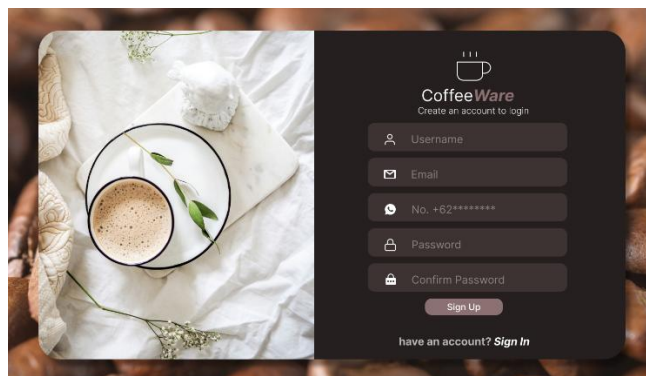 CoffeeWare
Create an account to login
Username
Email
No. +62********
Password
Confirm Password
Sign Up
have an account? Sign In